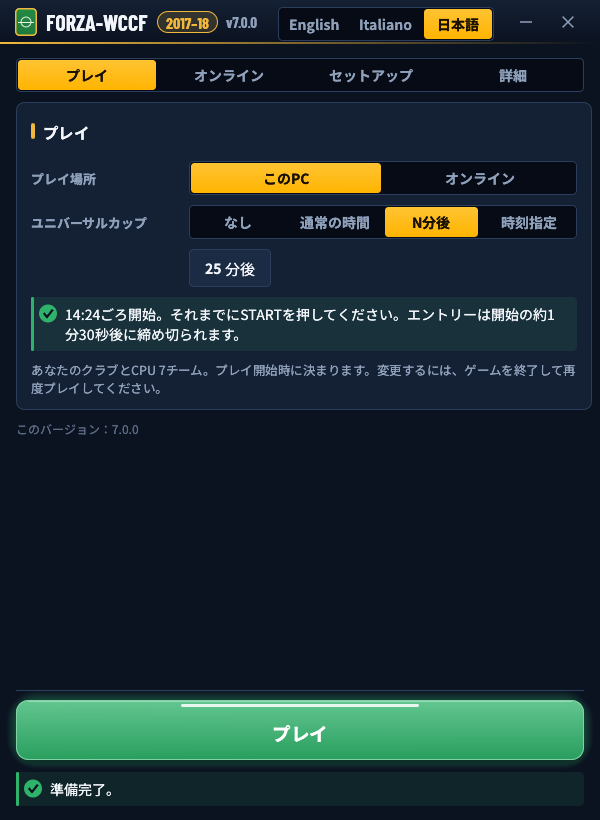 FORZA-WCCF 2017-18 v7.0.0 English Italiano 日本語
プレイ オンライン セットアップ 詳細
プレイ
プレイ場所 このPC オンライン
ユニバーサルカップ なし 通常の時間 N分後 時刻指定
25 分後
14:24ごろ開始。それまでにSTARTを押してください。エントリーは開始の約1
分30秒後に締め切られます。
あなたのクラブとCPU 7チーム。プレイ開始時に決まります。変更するには、ゲームを終了して再
度プレイしてください。
このバージョン：7.0.0
プレイ
準備完了。